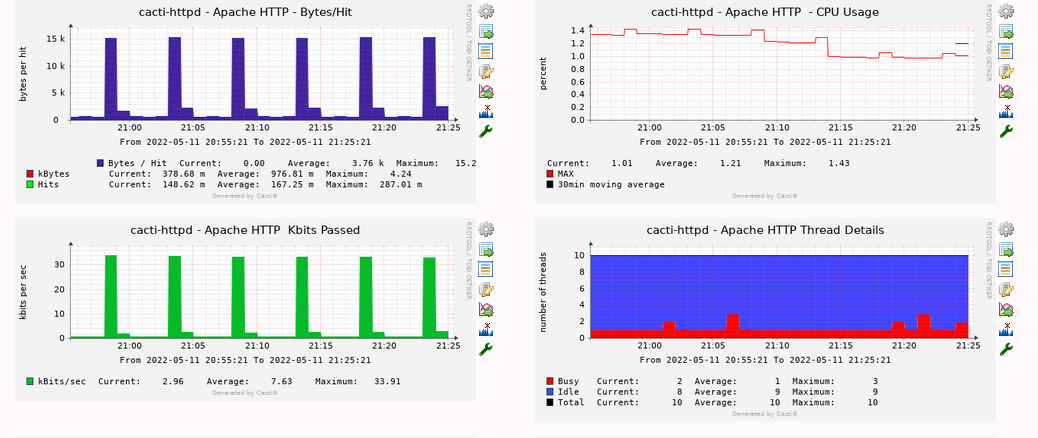 cacti-httpd - Apache HTTP - Bytes/Hit
RRDTOOL / TOBI OETIKER
bytes per hit
15 k
10 k
5 k
0
21:00 21:05 21:10 21:15 21:20 21:25
From 2022-05-11 20:55:21 To 2022-05-11 21:25:21
Bytes / Hit Current: 0.00 Average: 3.76 k Maximum: 15.2
kBytes Current: 378.68 m Average: 976.81 m Maximum: 4.24
Hits Current: 148.62 m Average: 167.25 m Maximum: 287.01 m
Generated by Cacti®
cacti-httpd - Apache HTTP - CPU Usage
RRDTOOL / TOBI OETIKER
percent
1.4
1.2
1.0
0.8
0.6
0.4
0.2
0.0
21:00 21:05 21:10 21:15 21:20 21:25
From 2022-05-11 20:55:21 To 2022-05-11 21:25:21
Current: 1.01 Average: 1.21 Maximum: 1.43
MAX
30min moving average
Generated by Cacti®
cacti-httpd - Apache HTTP Kbits Passed
RRDTOOL / TOBI OETIKER
kbits per sec
30
20
10
0
21:00 21:05 21:10 21:15 21:20 21:25
From 2022-05-11 20:55:21 To 2022-05-11 21:25:21
kBits/sec Current: 2.96 Average: 7.63 Maximum: 33.91
Generated by Cacti®
cacti-httpd - Apache HTTP Thread Details
RRDTOOL / TOBI OETIKER
number of threads
10
8
6
4
2
0
21:00 21:05 21:10 21:15 21:20 21:25
From 2022-05-11 20:55:21 To 2022-05-11 21:25:21
Busy Current: 2 Average: 1 Maximum: 3
Idle Current: 8 Average: 9 Maximum: 9
Total Current: 10 Average: 10 Maximum: 10
Generated by Cacti®